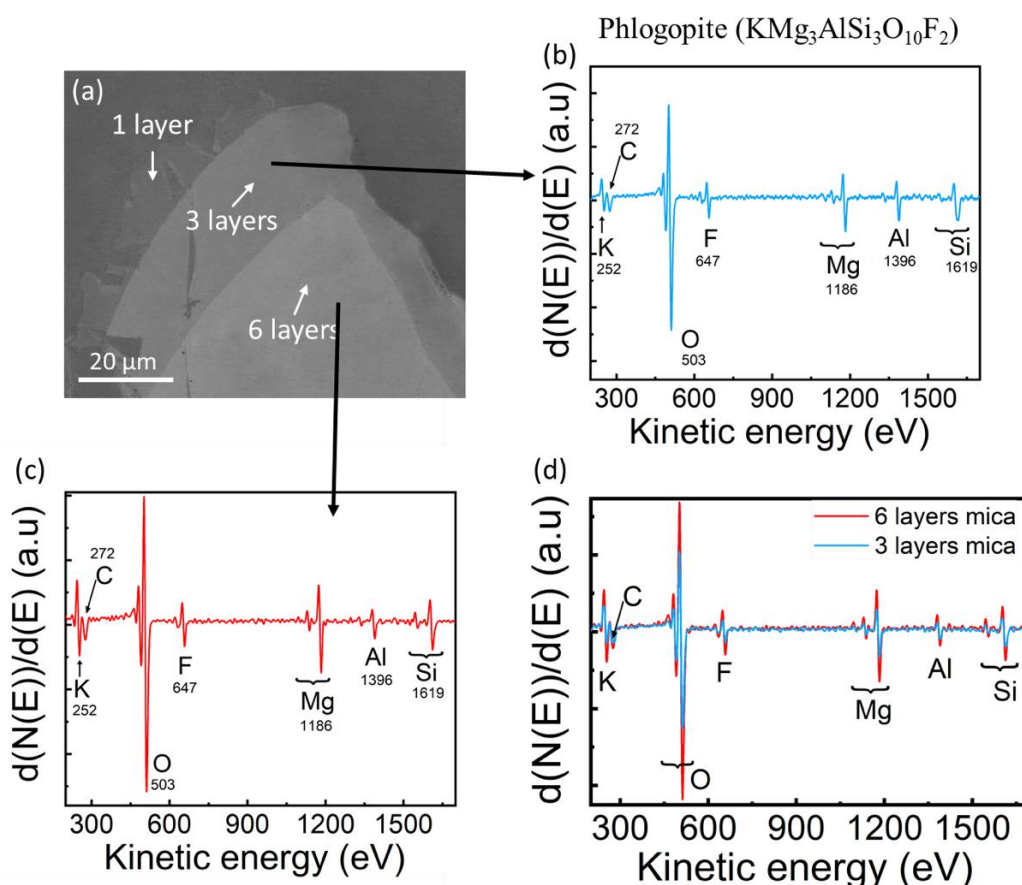 Phlogopite (KMg₃AlSi₃O₁₀F₂)
(a)
1 layer
3 layers
6 layers
20 µm
(b)
d(N(E))/d(E) (a.u)
272
C
K
252
O
503
F
647
Mg
1186
Al
1396
Si
1619
300 600 900 1200 1500
Kinetic energy (eV)
(c)
d(N(E))/d(E) (a.u)
272
C
K
252
O
503
F
647
Mg
1186
Al
1396
Si
1619
300 600 900 1200 1500
Kinetic energy (eV)
(d)
d(N(E))/d(E) (a.u)
6 layers mica
3 layers mica
C
K
O
F
Mg
Al
Si
300 600 900 1200 1500
Kinetic energy (eV)